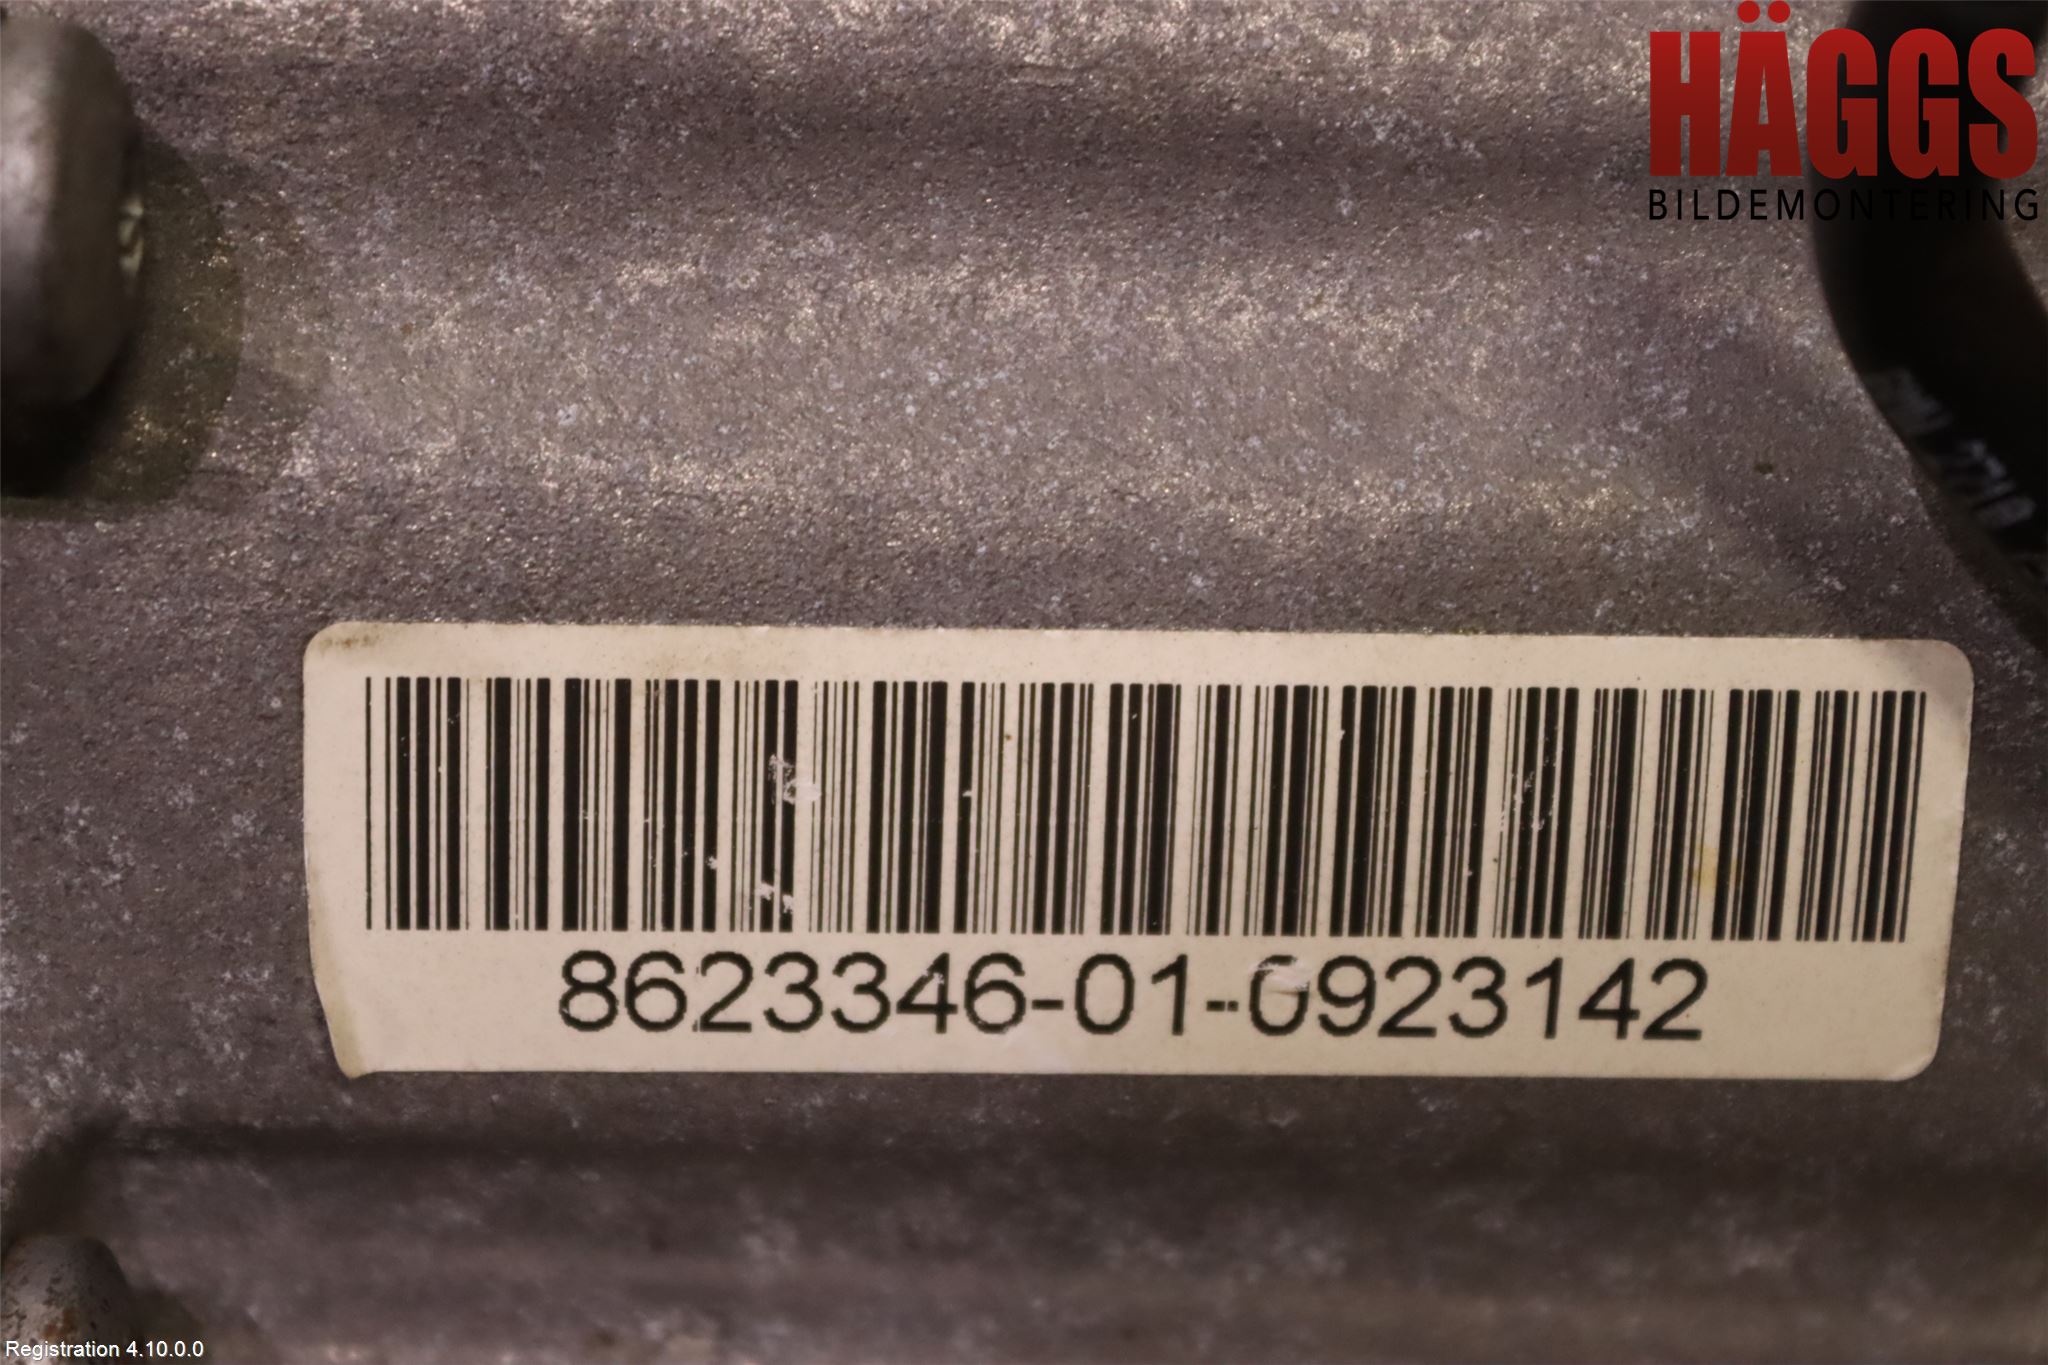 HÄGGS
BILDEMONTERING
8623346-01-0923142
Registration 4.10.0.0